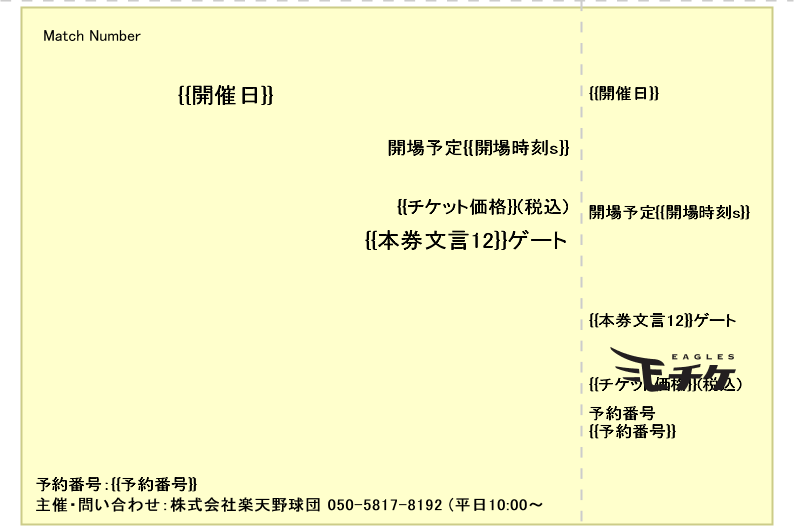 Match Number
{{開催日}}
開場予定{{開場時刻s}}
{{チケット価格}}(税込)
{{本券文言12}}ゲート
予約番号:{{予約番号}}
主催・問い合わせ:株式会社楽天野球団 050-5817-8192 (平日10:00～
{{開催日}}
開場予定{{開場時刻s}}
{{本券文言12}}ゲート
EAGLES
チケ
{{チケット価格}}(税込)
予約番号
{{予約番号}}